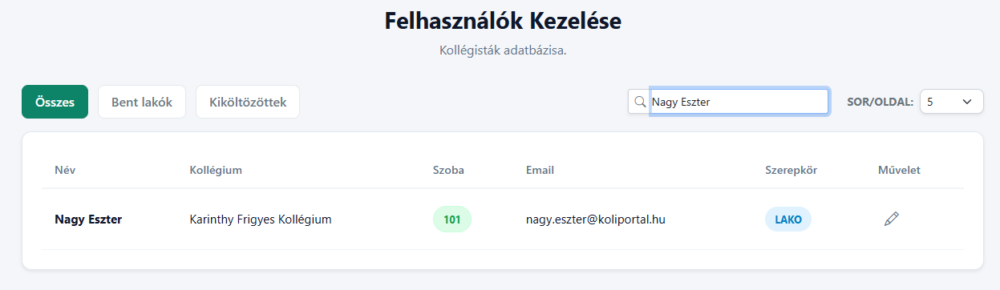 Felhasználók Kezelése
Kollégisták adatbázisa.
Összes Bent lakók Kiköltözöttek Nagy Eszter SOR/OLDAL: 5
Név Kollégium Szoba Email Szerepkör Művelet
Nagy Eszter Karinthy Frigyes Kollégium 101 nagy.eszter@koliportal.hu LAKO